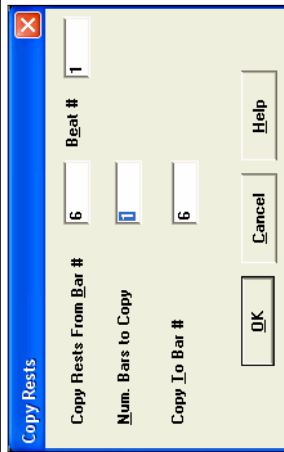 Copy Rests
Copy Rests From Bar # 6 Beat # 1
Num. Bars to Copy 1
Copy To Bar # 6
OK Cancel Help